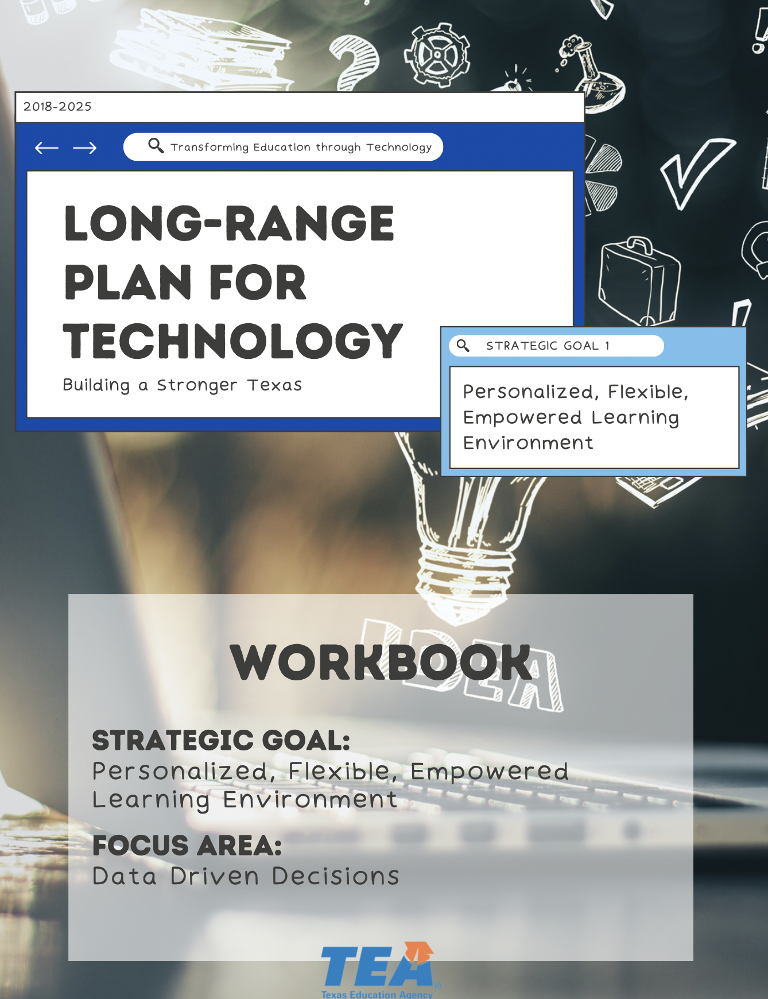 2018-2025
Transforming Education through Technology
LONG-RANGE
PLAN FOR
TECHNOLOGY
Building a Stronger Texas
STRATEGIC GOAL 1
Personalized, Flexible,
Empowered Learning
Environment
IDEA
WORKBOOK
STRATEGIC GOAL:
Personalized, Flexible, Empowered
Learning Environment
FOCUS AREA:
Data Driven Decisions
TEA®
Texas Education Agency